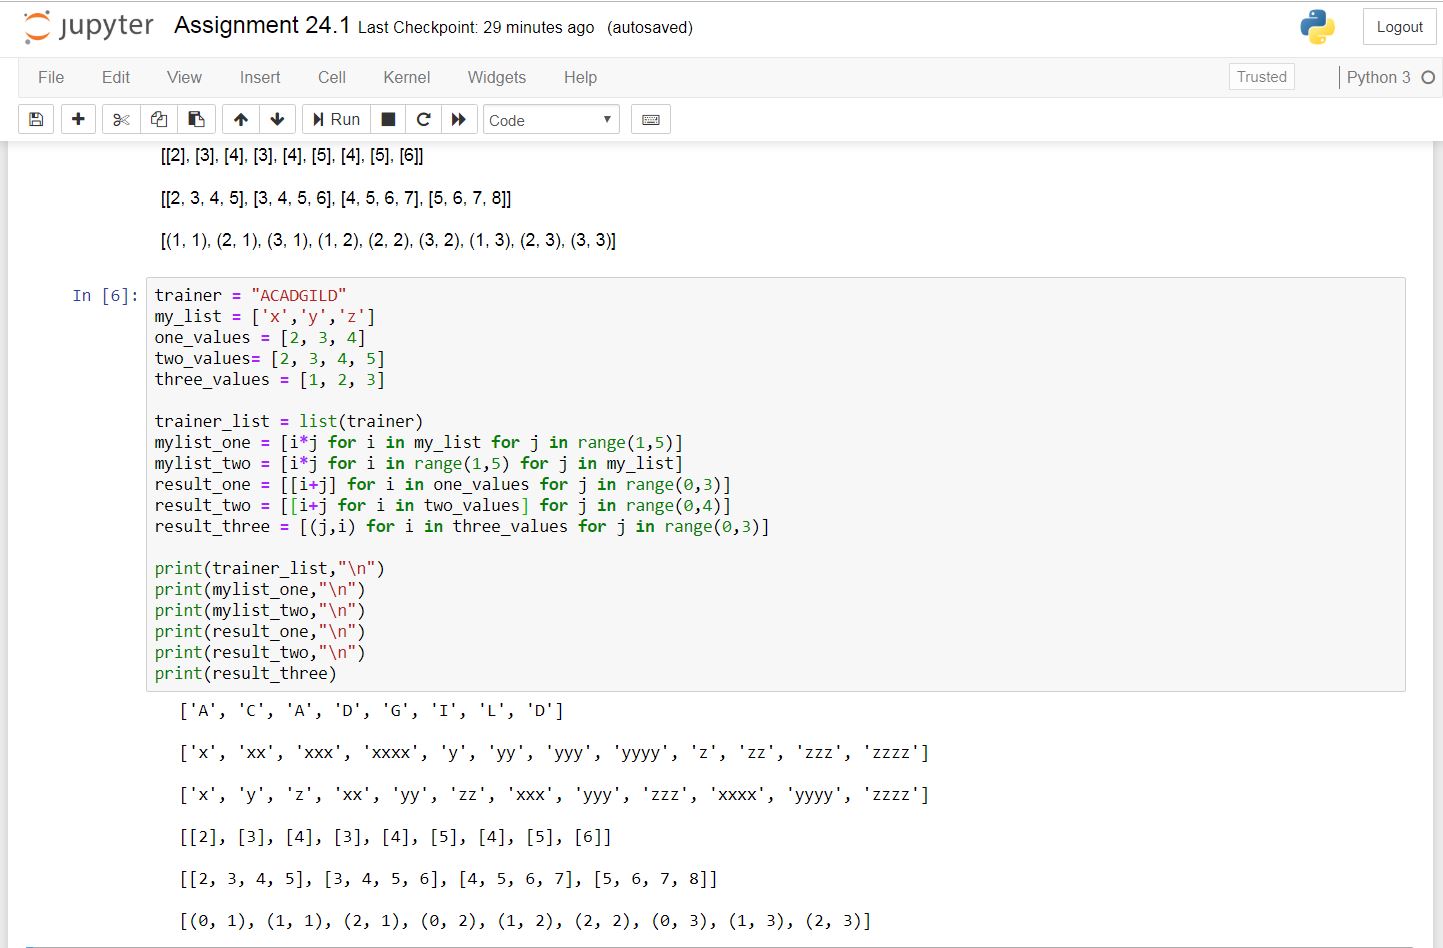 jupyter Assignment 24.1 Last Checkpoint: 29 minutes ago (autosaved) Logout
File Edit View Insert Cell Kernel Widgets Help Trusted Python 3
Run Code
[[2], [3], [4], [3], [4], [5], [4], [5], [6]]
[[2, 3, 4, 5], [3, 4, 5, 6], [4, 5, 6, 7], [5, 6, 7, 8]]
[(1, 1), (2, 1), (3, 1), (1, 2), (2, 2), (3, 2), (1, 3), (2, 3), (3, 3)]
In [6]: trainer = "ACADGILD"
my_list = ['x','y','z']
one_values = [2, 3, 4]
two_values= [2, 3, 4, 5]
three_values = [1, 2, 3]
trainer_list = list(trainer)
mylist_one = [i*j for i in my_list for j in range(1,5)]
mylist_two = [i*j for i in range(1,5) for j in my_list]
result_one = [[i+j] for i in one_values for j in range(0,3)]
result_two = [[i+j for i in two_values] for j in range(0,4)]
result_three = [(j,i) for i in three_values for j in range(0,3)]
print(trainer_list,"\n")
print(mylist_one,"\n")
print(mylist_two,"\n")
print(result_one,"\n")
print(result_two,"\n")
print(result_three)
['A', 'C', 'A', 'D', 'G', 'I', 'L', 'D']
['x', 'xx', 'xxx', 'xxxx', 'y', 'yy', 'yyy', 'yyyy', 'z', 'zz', 'zzz', 'zzzz']
['x', 'y', 'z', 'xx', 'yy', 'zz', 'xxx', 'yyy', 'zzz', 'xxxx', 'yyyy', 'zzzz']
[[2], [3], [4], [3], [4], [5], [4], [5], [6]]
[[2, 3, 4, 5], [3, 4, 5, 6], [4, 5, 6, 7], [5, 6, 7, 8]]
[(0, 1), (1, 1), (2, 1), (0, 2), (1, 2), (2, 2), (0, 3), (1, 3), (2, 3)]